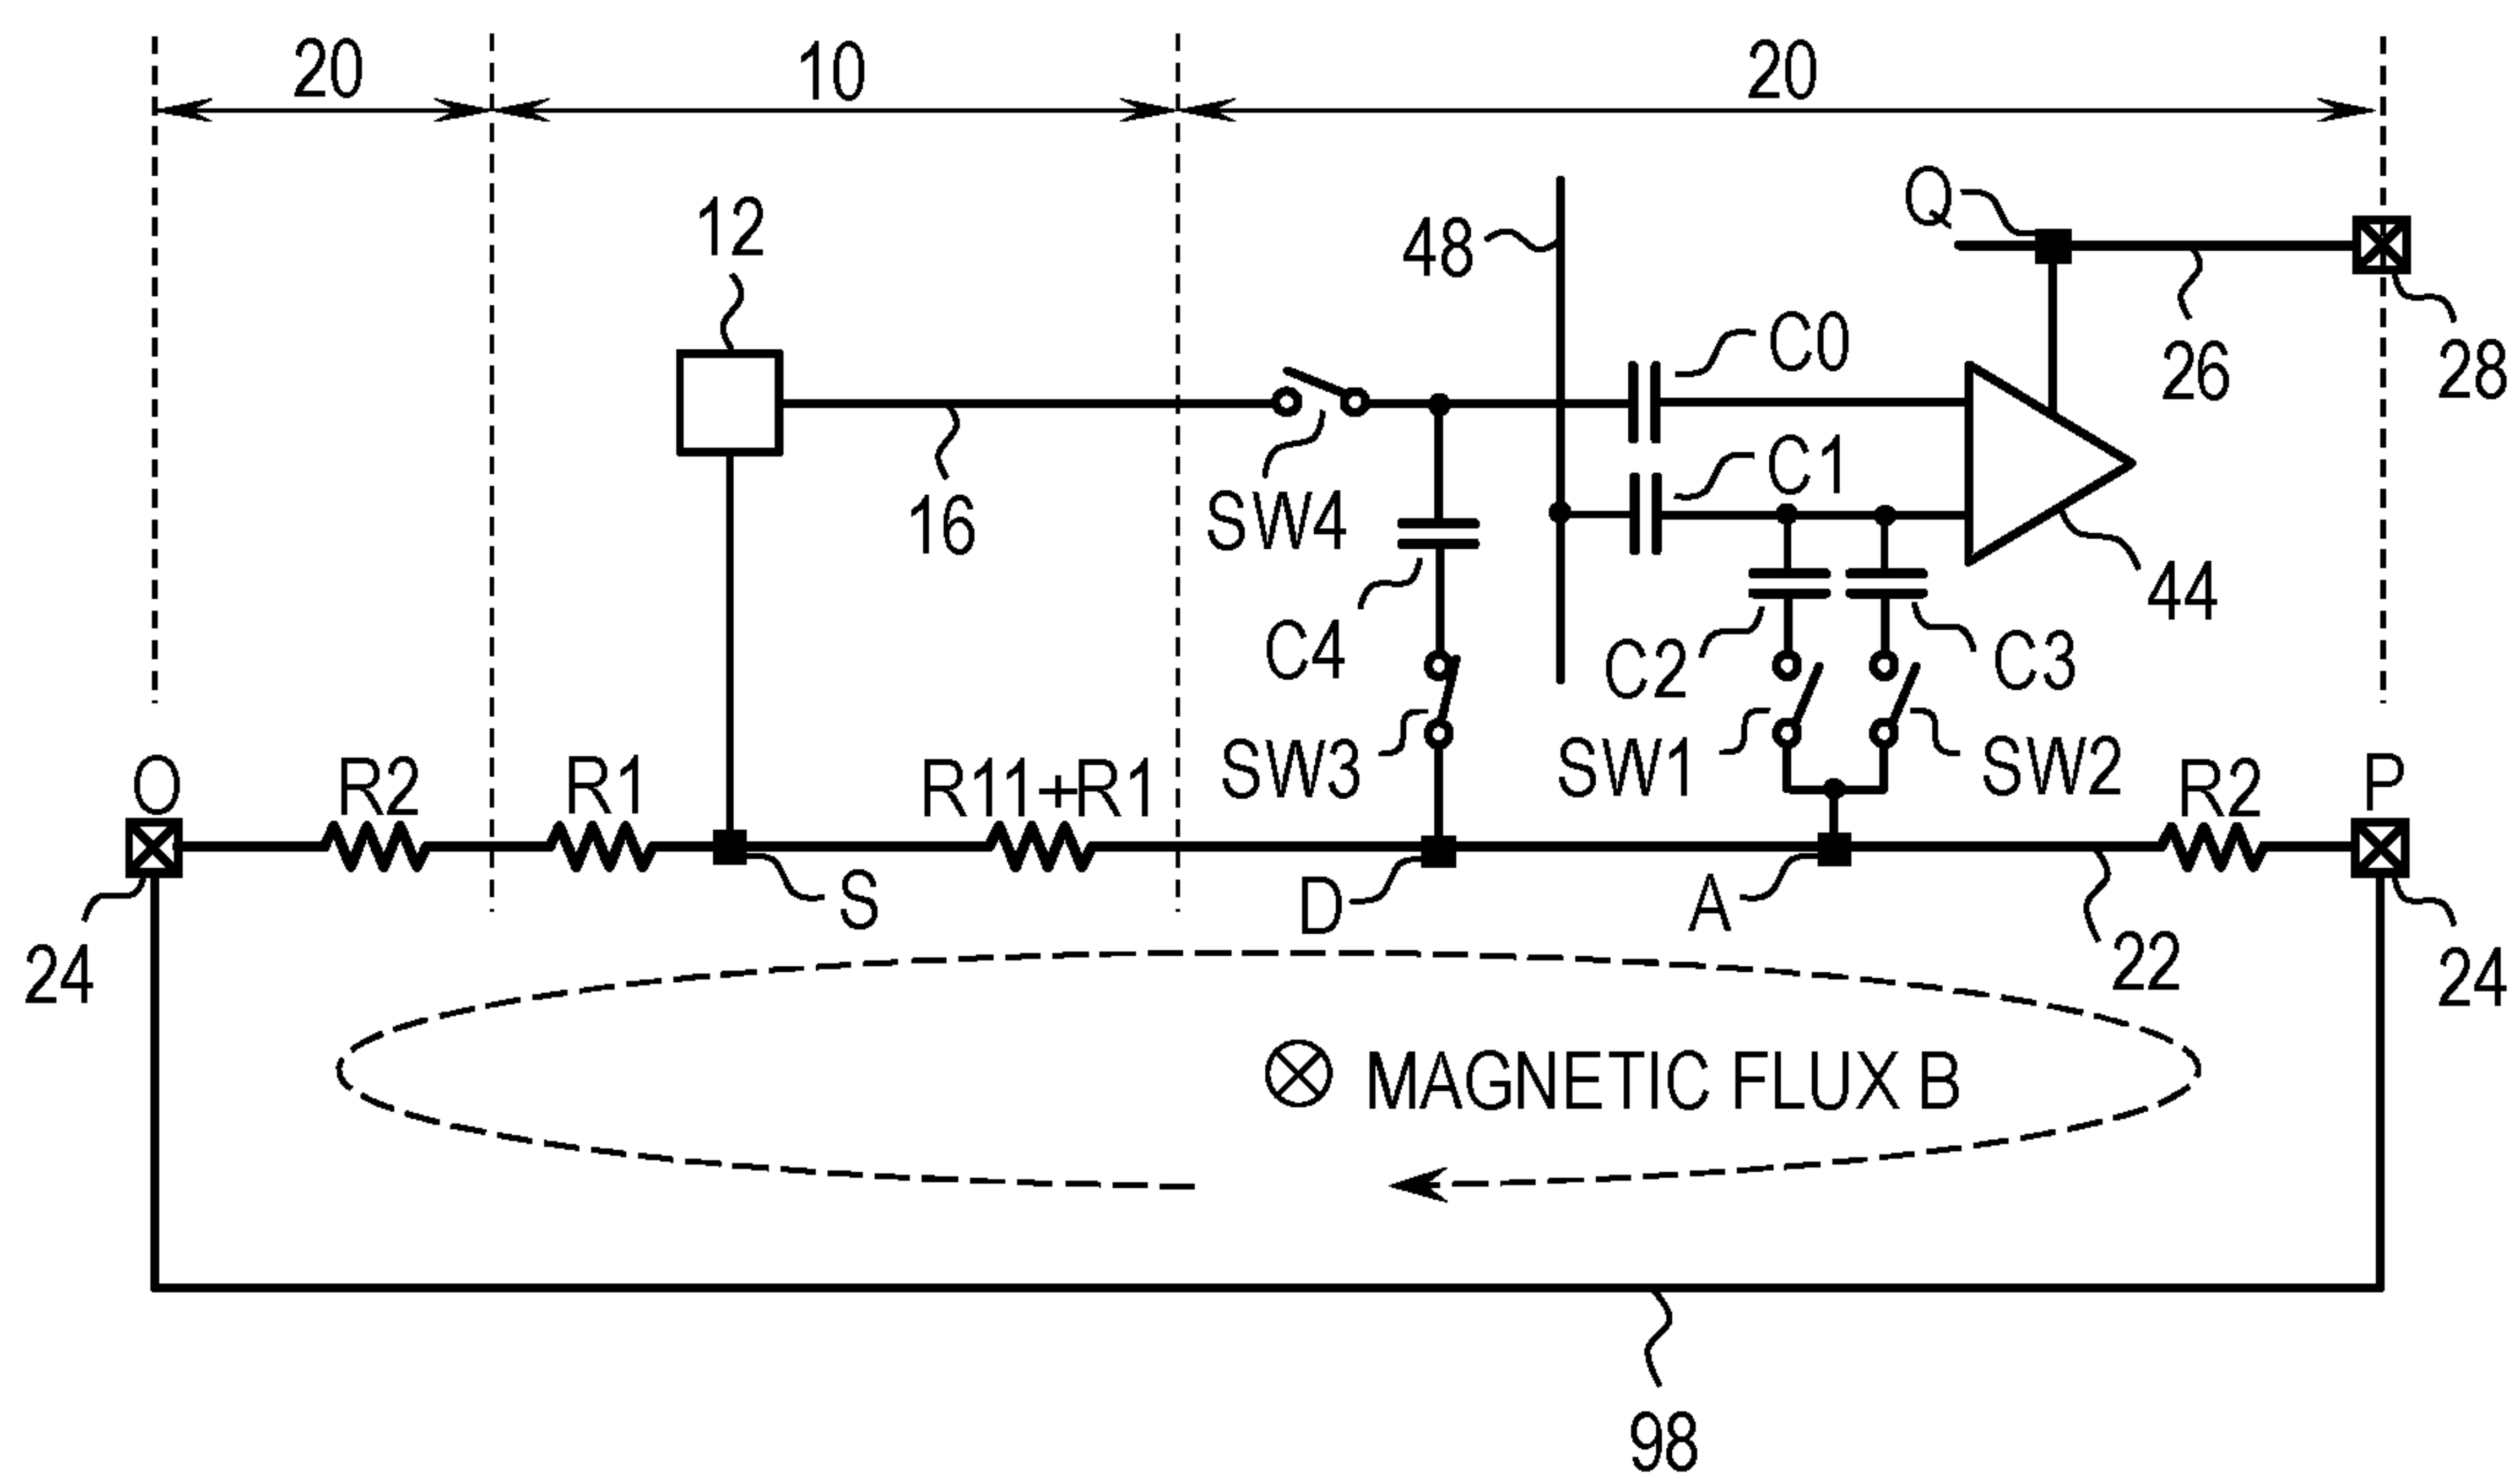 20
10
20
12
48
Q
C0
26
28
C1
16
SW4
44
C4
C2
C3
SW3
SW1
SW2
O
R2
R1
R11+R1
R2
P
24
S
D
A
22
24
MAGNETIC FLUX B
98